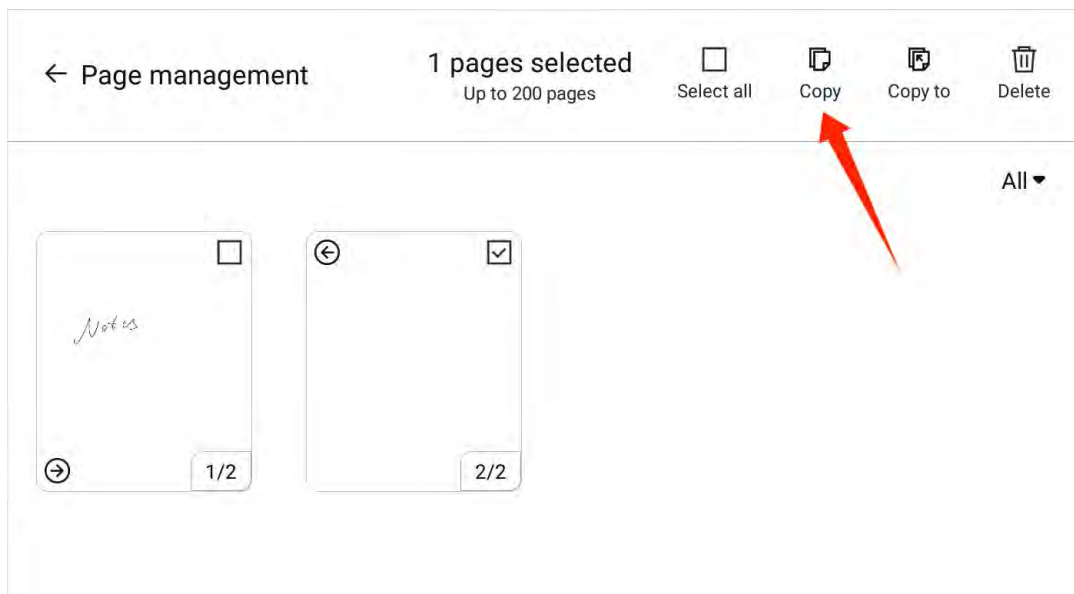 Page management
1 pages selected
Up to 200 pages
Select all
Copy
Copy to
Delete
All
Notes
1/2
2/2